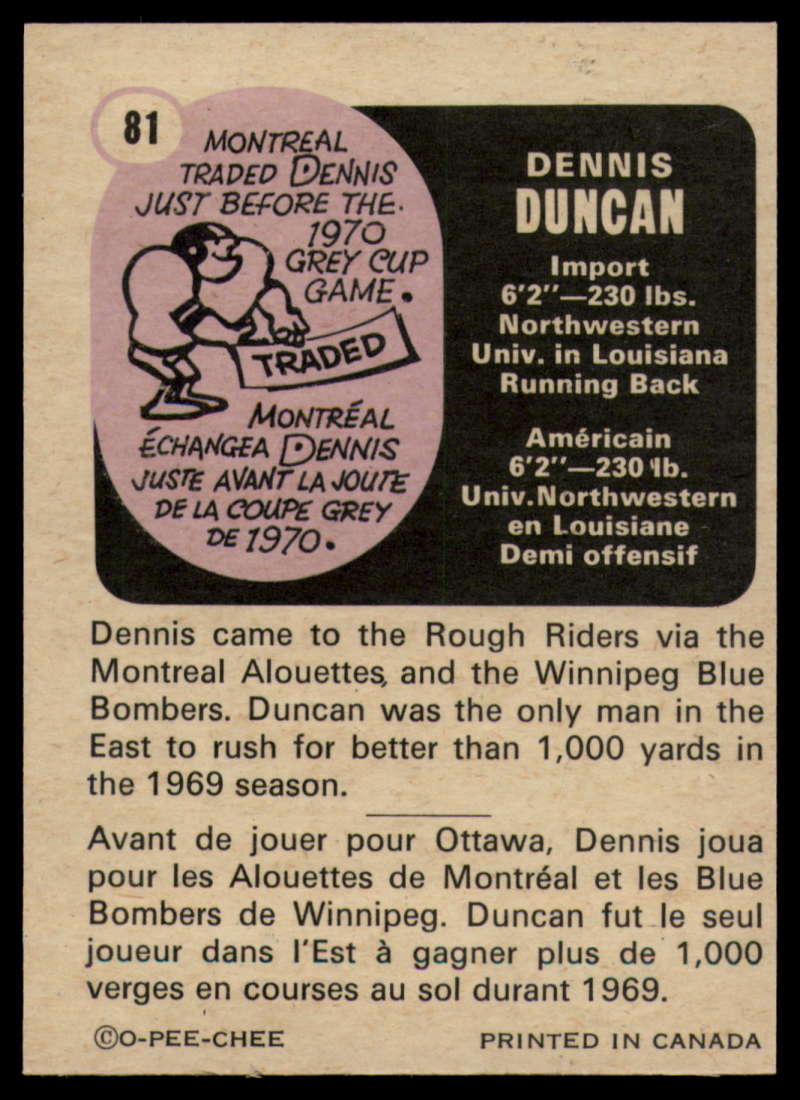 81
MONTREAL
TRADED DENNIS
JUST BEFORE THE
1970
GREY CUP
GAME.
TRADED
MONTRÉAL
ÉCHANGEA DENNIS
JUSTE AVANT LA JOUTE
DE LA COUPE GREY
DE 1970.
DENNIS
DUNCAN
Import
6'2"—230 lbs.
Northwestern
Univ. in Louisiana
Running Back
Américain
6'2"—230 lb.
Univ.Northwestern
en Louisiane
Demi offensif
Dennis came to the Rough Riders via the
Montreal Alouettes, and the Winnipeg Blue
Bombers. Duncan was the only man in the
East to rush for better than 1,000 yards in
the 1969 season.
Avant de jouer pour Ottawa, Dennis joua
pour les Alouettes de Montréal et les Blue
Bombers de Winnipeg. Duncan fut le seul
joueur dans l'Est à gagner plus de 1,000
verges en courses au sol durant 1969.
©O-PEE-CHEE
PRINTED IN CANADA